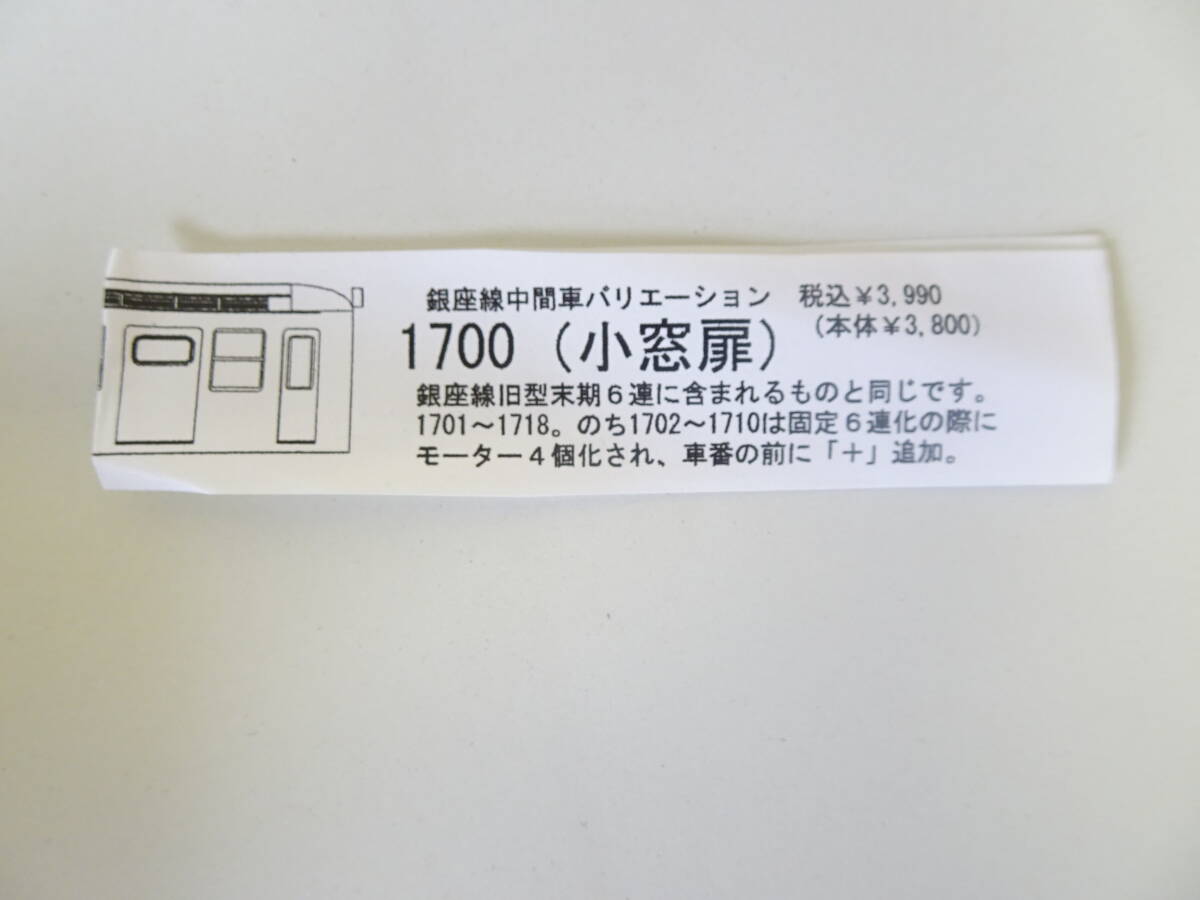 銀座線中間車バリエーション 税込￥3,990
1700（小窓扉） （本体￥3,800）
銀座線旧型末期６連に含まれるものと同じです。
1701～1718。のち1702～1710は固定６連化の際に
モーター４個化され、車番の前に「＋」追加。